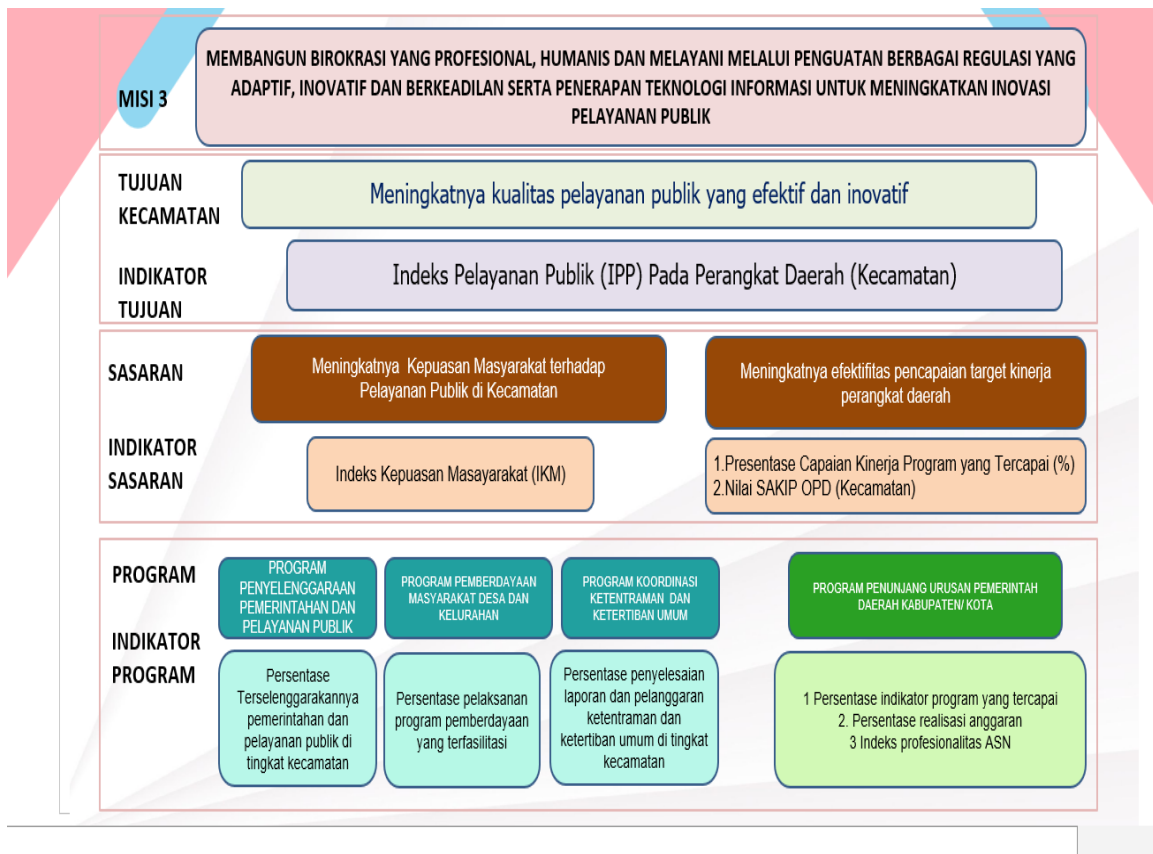 MISI 3
MEMBANGUN BIROKRASI YANG PROFESIONAL, HUMANIS DAN MELAYANI MELALUI PENGUATAN BERBAGAI REGULASI YANG
ADAPTIF, INOVATIF DAN BERKEADILAN SERTA PENERAPAN TEKNOLOGI INFORMASI UNTUK MENINGKATKAN INOVASI
PELAYANAN PUBLIK
TUJUAN
KECAMATAN
Meningkatnya kualitas pelayanan publik yang efektif dan inovatif
INDIKATOR
TUJUAN
Indeks Pelayanan Publik (IPP) Pada Perangkat Daerah (Kecamatan)
SASARAN
Meningkatnya Kepuasan Masyarakat terhadap
Pelayanan Publik di Kecamatan
Meningkatnya efektifitas pencapaian target kinerja
perangkat daerah
INDIKATOR
SASARAN
Indeks Kepuasan Masayarakat (IKM)
1.Presentase Capaian Kinerja Program yang Tercapai (%)
2.Nilai SAKIP OPD (Kecamatan)
PROGRAM
PROGRAM
PENYELENGGARAAN
PEMERINTAHAN DAN
PELAYANAN PUBLIK
PROGRAM PEMBERDAYAAN
MASYARAKAT DESA DAN
KELURAHAN
PROGRAM KOORDINASI
KETENTRAMAN DAN
KETERTIBAN UMUM
PROGRAM PENUNJANG URUSAN PEMERINTAH
DAERAH KABUPATEN/ KOTA
INDIKATOR
PROGRAM
Persentase
Terselenggarakannya
pemerintahan dan
pelayanan publik di
tingkat kecamatan
Persentase pelaksanan
program pemberdayaan
yang terfasilitasi
Persentase penyelesaian
laporan dan pelanggaran
ketentraman dan
ketertiban umum di tingkat
kecamatan
1 Persentase indikator program yang tercapai
2. Persentase realisasi anggaran
3 Indeks profesionalitas ASN